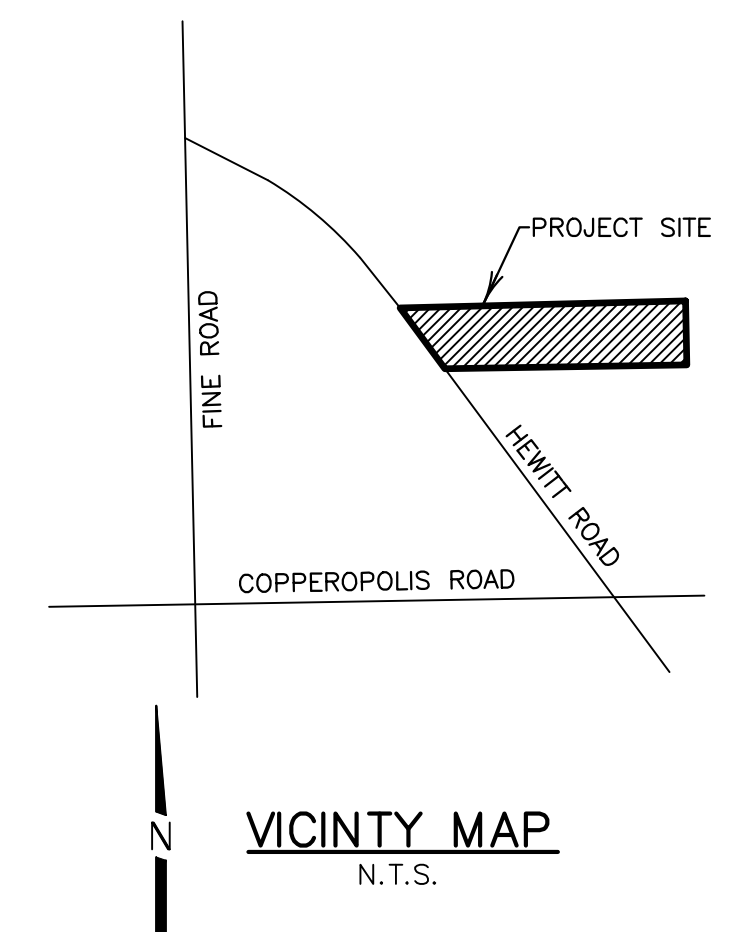 PROJECT SITE
FINE ROAD
HEWITT ROAD
COPPEROPOLIS ROAD
N
VICINTY MAP
N.T.S.